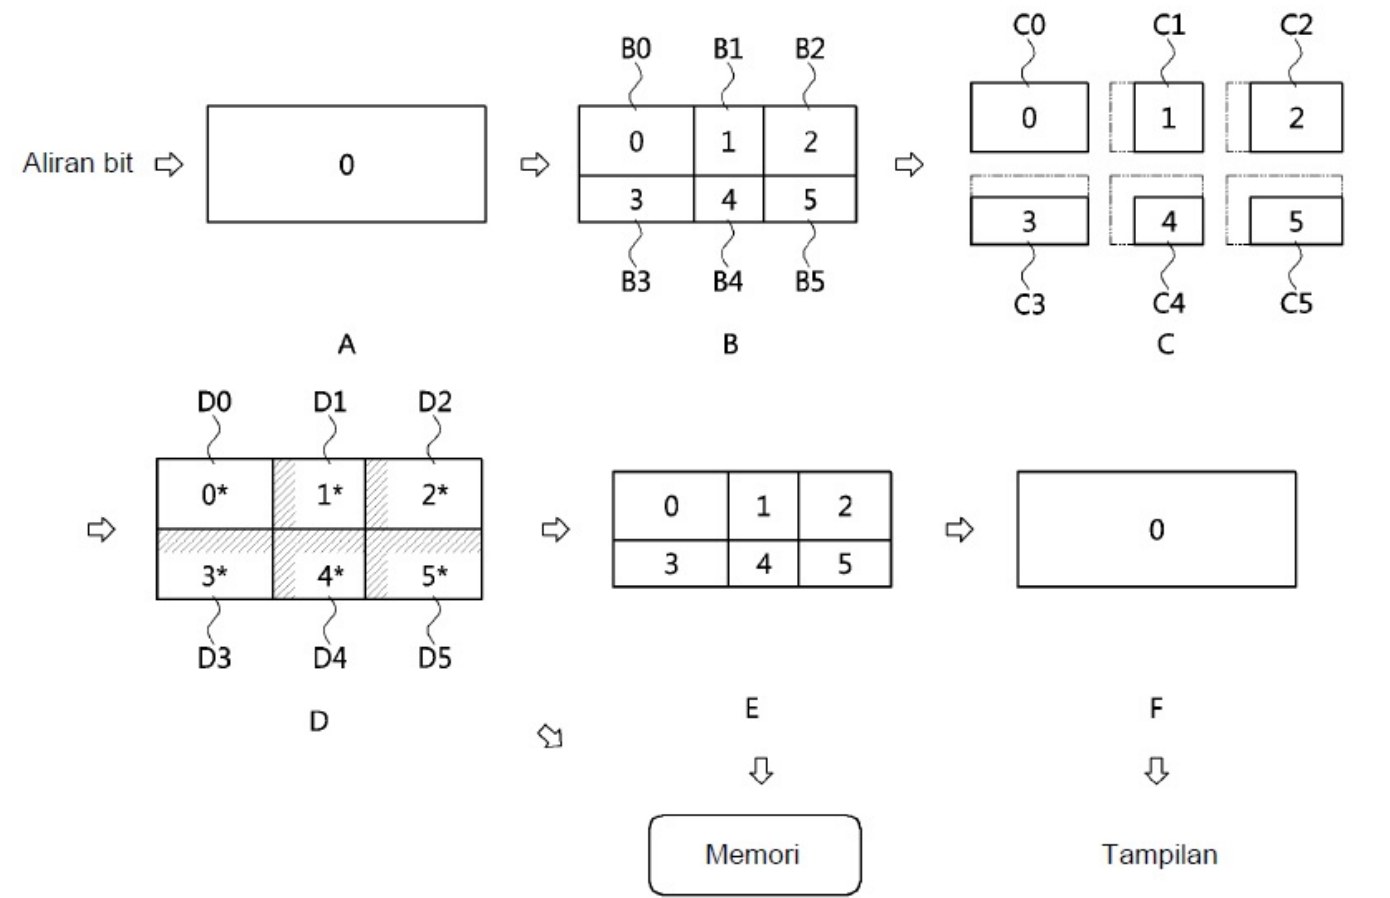 C0 C1 C2
B0 B1 B2
0 1 2
Aliran bit 0
0 1 2
3 4 5
3 4 5
B3 B4 B5
C3 C4 C5
A B C
D0 D1 D2
0* 1* 2*
0 1 2
0
3 4 5
3* 4* 5*
D3 D4 D5
D E F
Memori Tampilan